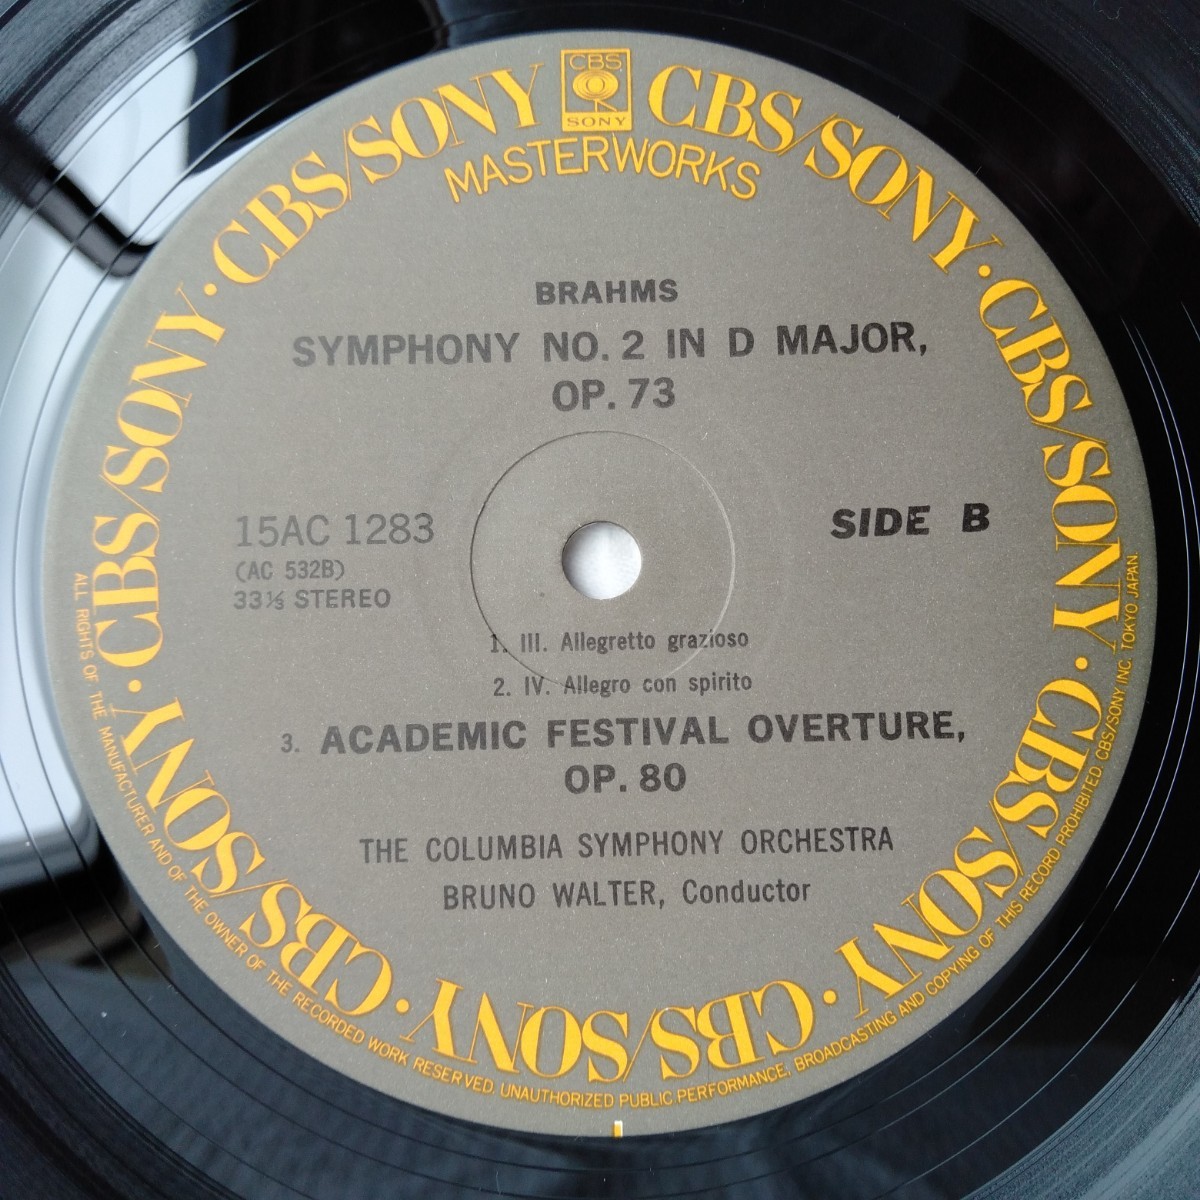 CBS/SONY · CBS/SONY · CBS/SONY · CBS/SONY · CBS/SONY · CBS/SONY · CBS/SONY · CBS/SONY
CBS
SONY
MASTERWORKS
BRAHMS
SYMPHONY NO. 2 IN D MAJOR,
OP. 73
15AC 1283
(AC 532B)
33⅓ STEREO
SIDE B
1. III. Allegretto grazioso
2. IV. Allegro con spirito
3. ACADEMIC FESTIVAL OVERTURE,
OP. 80
THE COLUMBIA SYMPHONY ORCHESTRA
BRUNO WALTER, Conductor
ALL RIGHTS OF THE MANUFACTURER AND OF THE OWNER OF THE RECORDED WORK RESERVED. UNAUTHORIZED PUBLIC PERFORMANCE, BROADCASTING AND COPYING OF THIS RECORD PROHIBITED. CBS/SONY INC. TOKYO JAPAN.